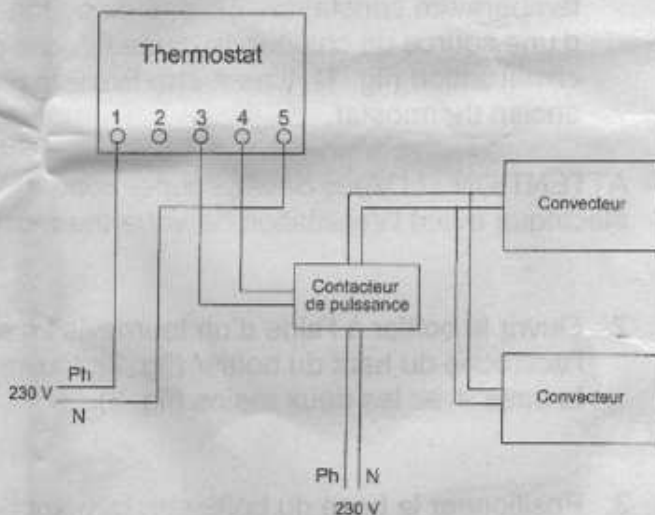 Thermostat
1 2 3 4 5
Convecteur
Contacteur
de puissance
Ph
230 V
N
Convecteur
Ph N
230 V